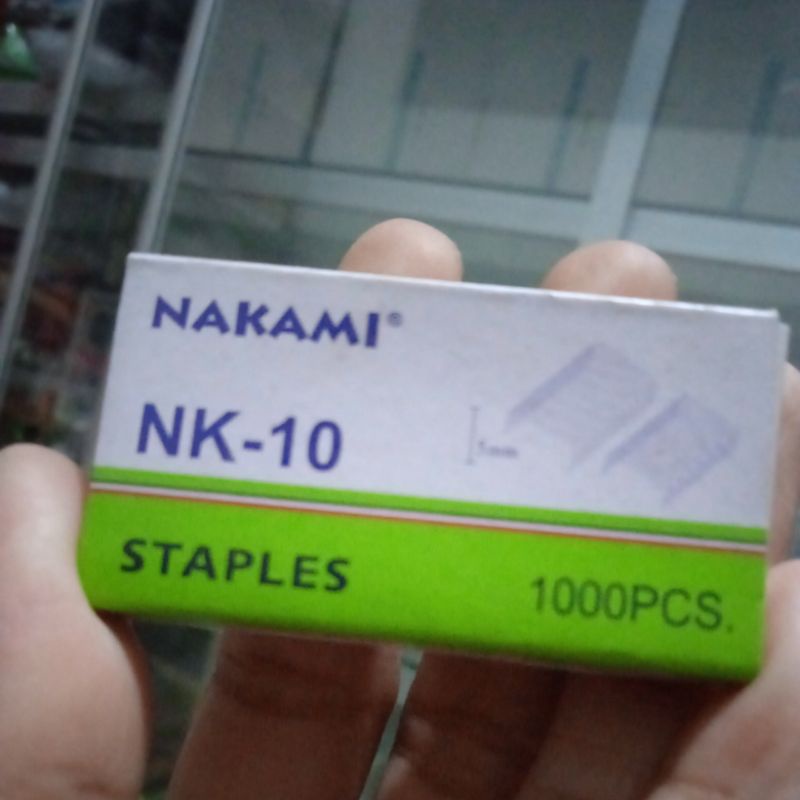 NAKAMI®
NK-10
STAPLES
1000PCS.